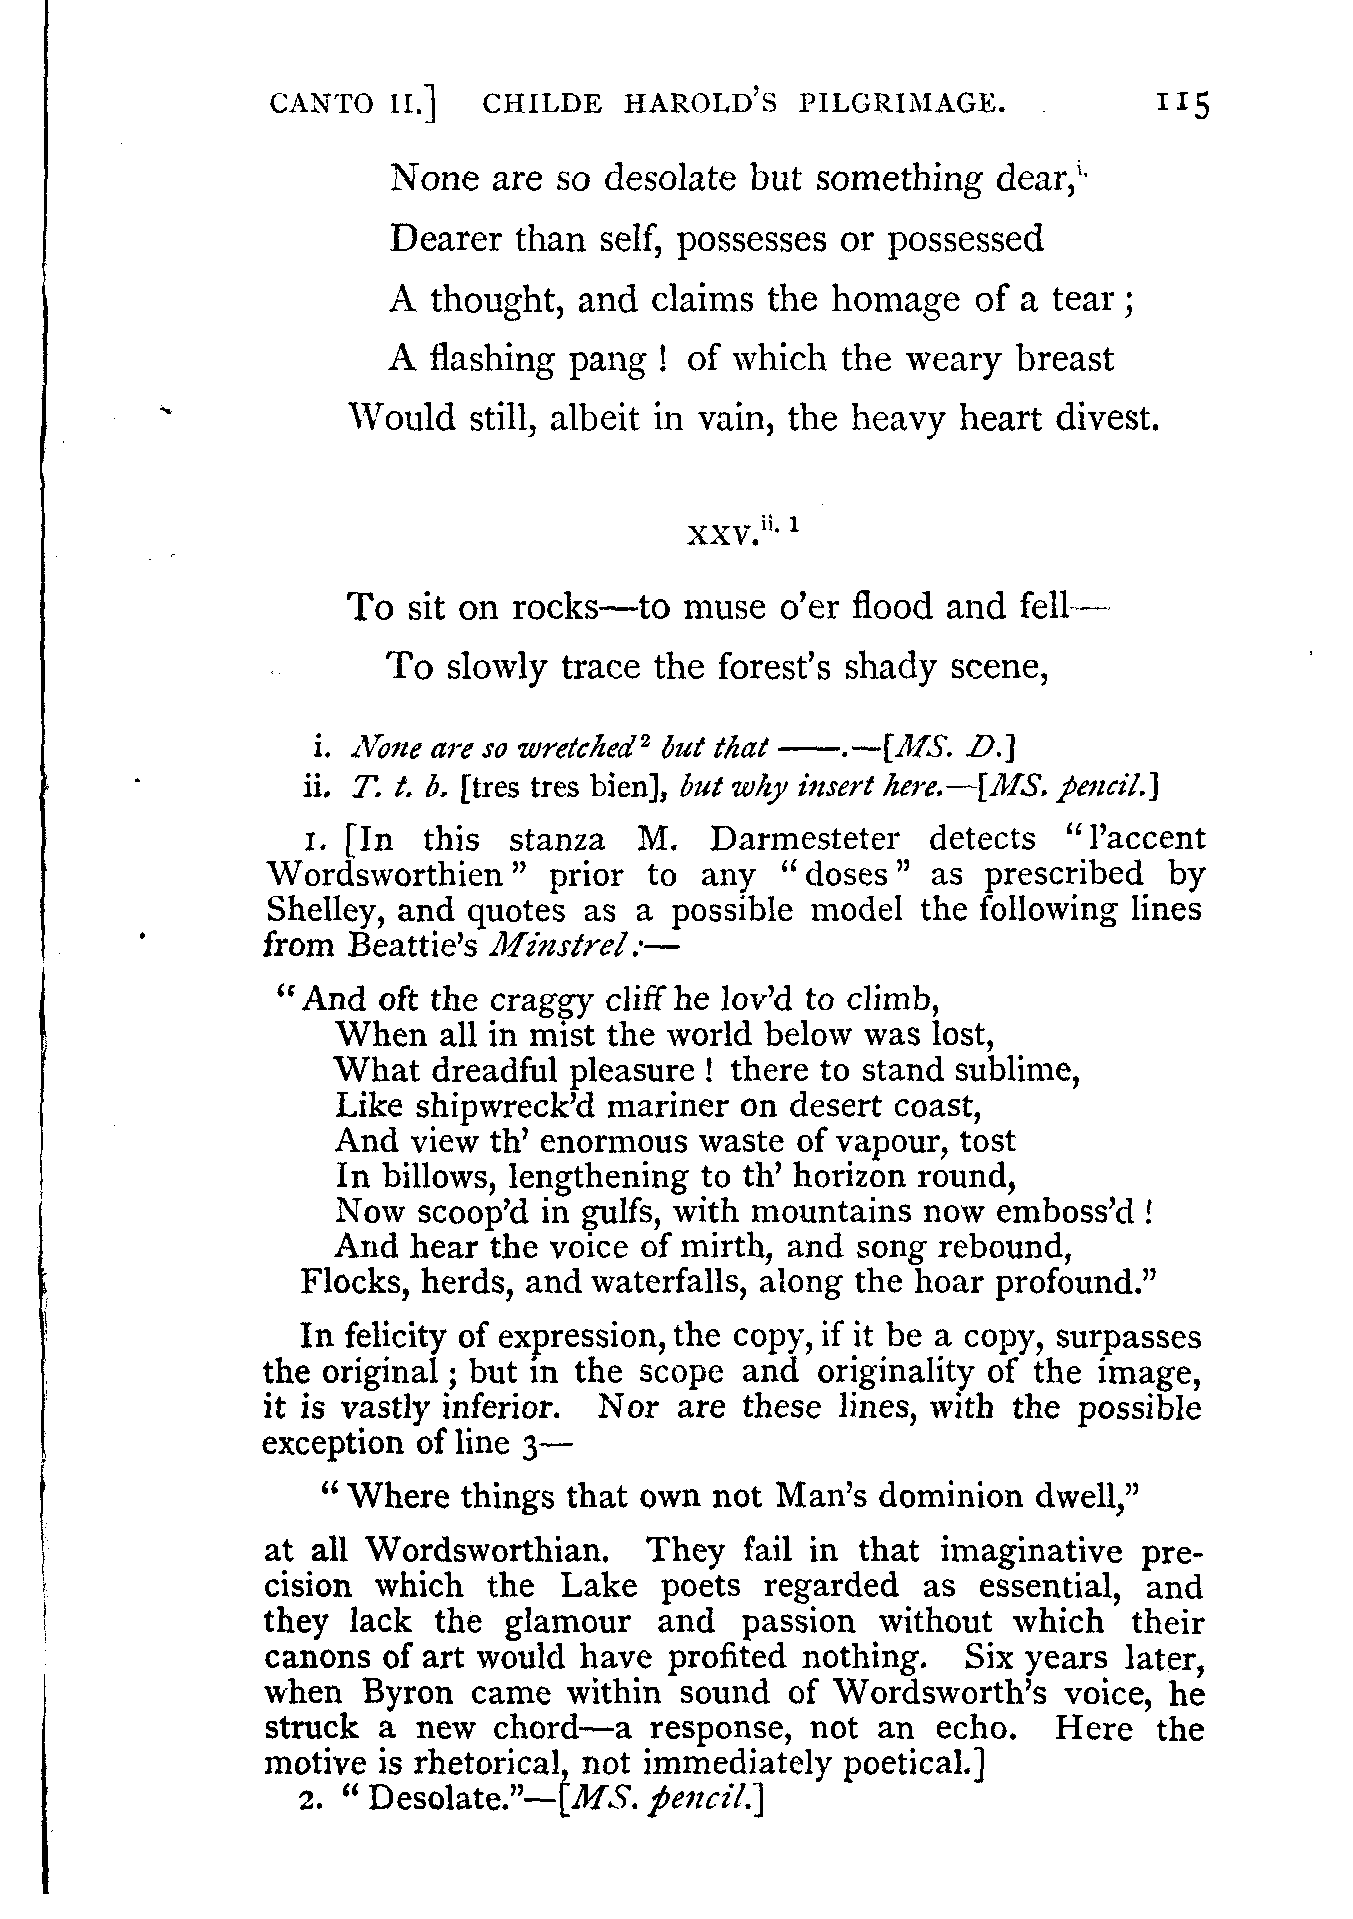 CANTO II.] CHILDE HAROLD'S PILGRIMAGE. 115
None are so desolate but something dear,i.
Dearer than self, possesses or possessed
A thought, and claims the homage of a tear ;
A flashing pang ! of which the weary breast
Would still, albeit in vain, the heavy heart divest.
XXV.ii. 1
To sit on rocks—to muse o'er flood and fell—
To slowly trace the forest's shady scene,
i. None are so wretched2 but that ——.—[MS. D.]
ii. T. t. b. [tres tres bien], but why insert here.—[MS. pencil.]
1. [In this stanza M. Darmesteter detects "l'accent
Wordsworthien" prior to any "doses" as prescribed by
Shelley, and quotes as a possible model the following lines
from Beattie's Minstrel:—
"And oft the craggy cliff he lov'd to climb,
When all in mist the world below was lost,
What dreadful pleasure ! there to stand sublime,
Like shipwreck'd mariner on desert coast,
And view th' enormous waste of vapour, tost
In billows, lengthening to th' horizon round,
Now scoop'd in gulfs, with mountains now emboss'd !
And hear the voice of mirth, and song rebound,
Flocks, herds, and waterfalls, along the hoar profound."
In felicity of expression, the copy, if it be a copy, surpasses
the original ; but in the scope and originality of the image,
it is vastly inferior. Nor are these lines, with the possible
exception of line 3—
"Where things that own not Man's dominion dwell,"
at all Wordsworthian. They fail in that imaginative pre-
cision which the Lake poets regarded as essential, and
they lack the glamour and passion without which their
canons of art would have profited nothing. Six years later,
when Byron came within sound of Wordsworth's voice, he
struck a new chord—a response, not an echo. Here the
motive is rhetorical, not immediately poetical.]
2. "Desolate."—[MS. pencil.]